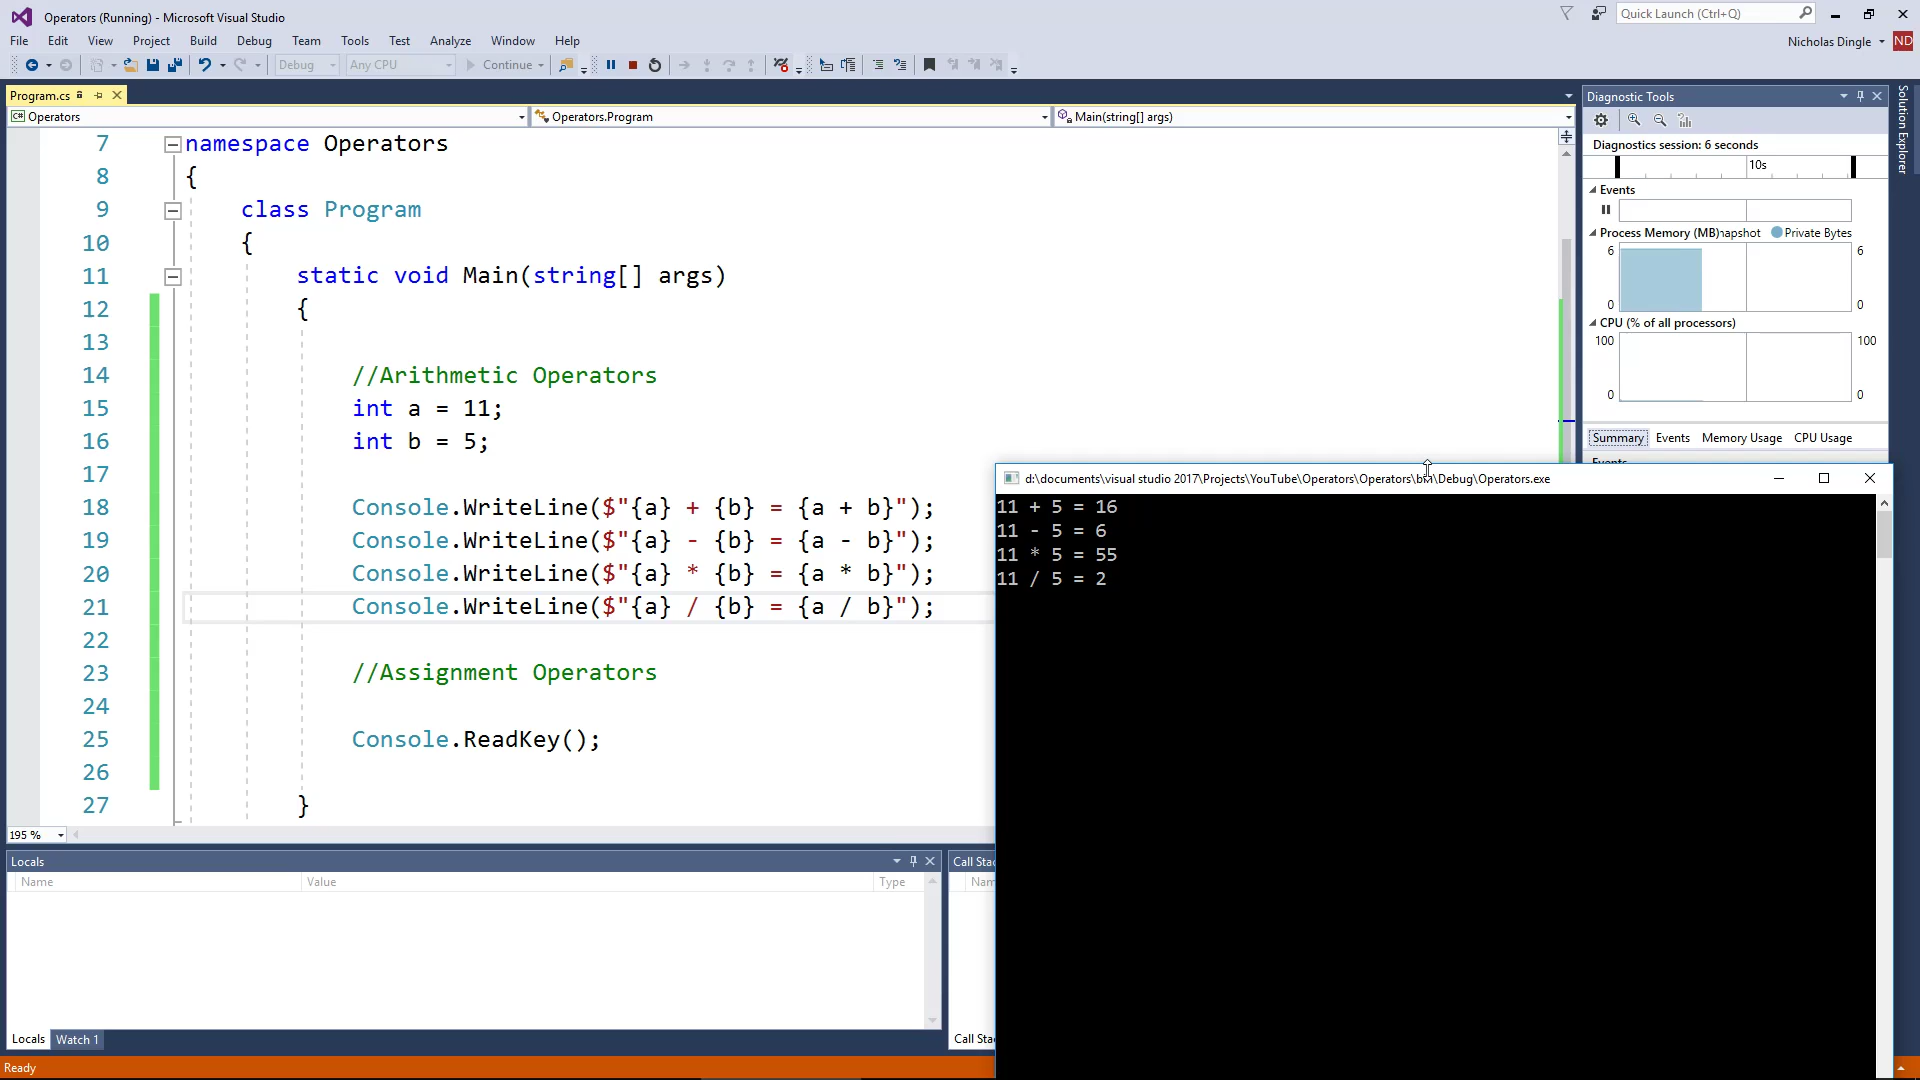 Operators (Running) - Microsoft Visual Studio
Quick Launch (Ctrl+Q)
File Edit View Project Build Debug Team Tools Test Analyze Window Help
Nicholas Dingle ND
Debug Any CPU Continue
Program.cs
Operators Operators.Program Main(string[] args)
7 namespace Operators
8 {
9 class Program
10 {
11 static void Main(string[] args)
12 {
13
14 //Arithmetic Operators
15 int a = 11;
16 int b = 5;
17
18 Console.WriteLine($"{a} + {b} = {a + b}");
19 Console.WriteLine($"{a} - {b} = {a - b}");
20 Console.WriteLine($"{a} * {b} = {a * b}");
21 Console.WriteLine($"{a} / {b} = {a / b}");
22
23 //Assignment Operators
24
25 Console.ReadKey();
26
27 }
195 %
Diagnostic Tools
Solution Explorer
Diagnostics session: 6 seconds
10s
Events
Process Memory (MB) napshot Private Bytes
6 6
0 0
CPU (% of all processors)
100 100
0 0
Summary Events Memory Usage CPU Usage
Events
d:\documents\visual studio 2017\Projects\YouTube\Operators\Operators\bin\Debug\Operators.exe
11 + 5 = 16
11 - 5 = 6
11 * 5 = 55
11 / 5 = 2
Locals
Name Value Type
Locals Watch 1
Call Stac
Nam
Call Stac
Ready